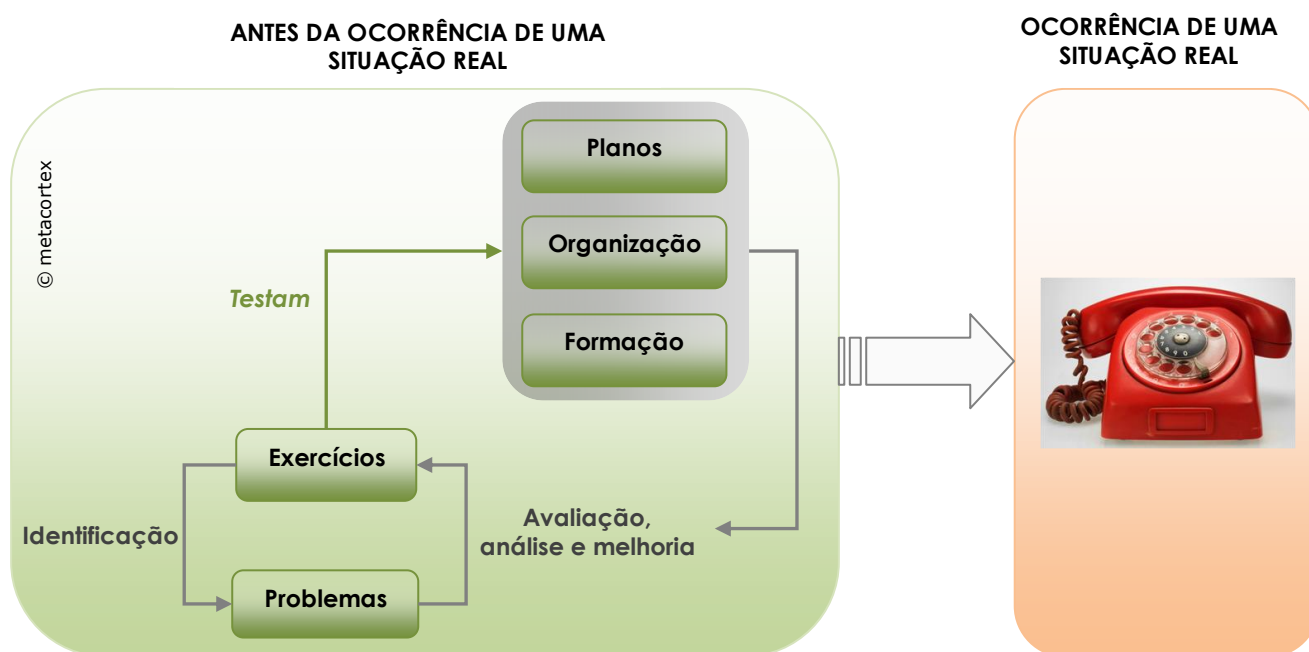 ANTES DA OCORRÊNCIA DE UMA
SITUAÇÃO REAL
OCORRÊNCIA DE UMA
SITUAÇÃO REAL
© metacortex
Planos
Organização
Formação
Testam
Exercícios
Identificação
Avaliação,
análise e melhoria
Problemas